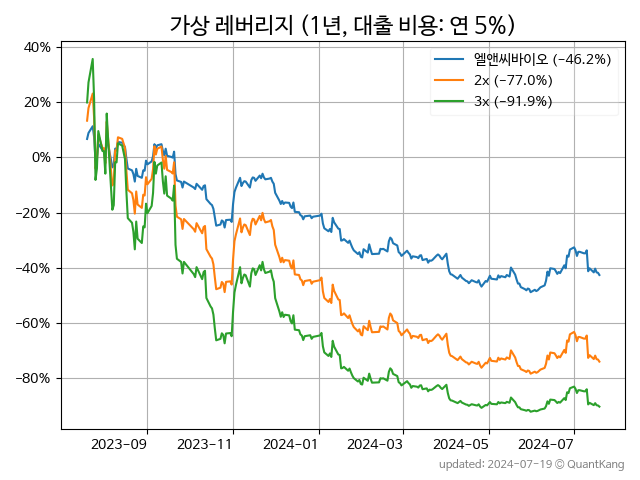 가상 레버리지 (1년, 대출 비용: 연 5%)
엘앤씨바이오 (−46.2%)
2x (−77.0%)
3x (−91.9%)
40%
20%
0%
−20%
−40%
−60%
−80%
2023-09
2023-11
2024-01
2024-03
2024-05
2024-07
updated: 2024-07-19 © QuantKang